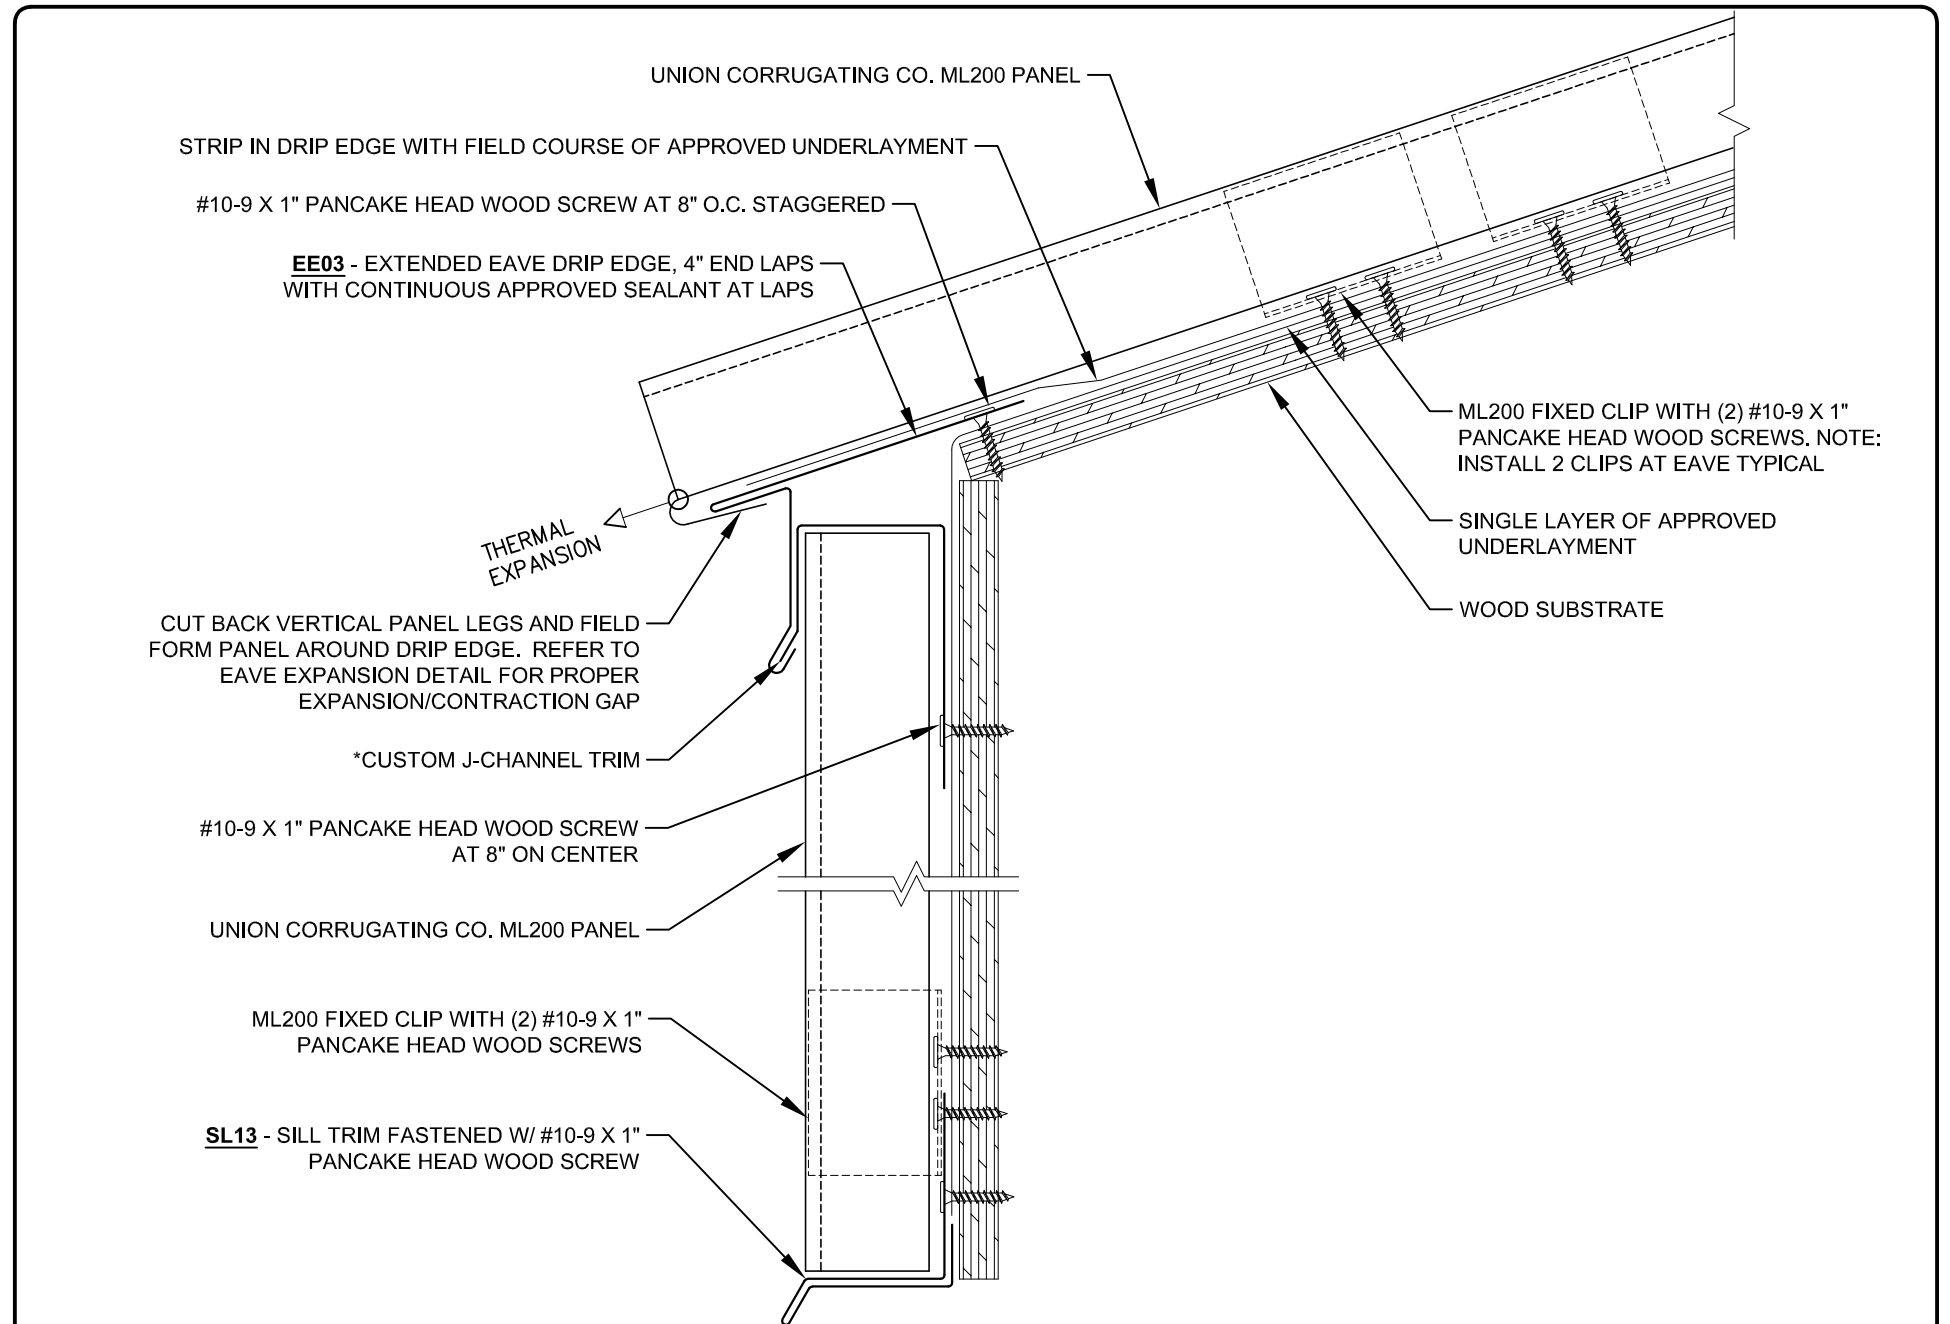 UNION CORRUGATING CO. ML200 PANEL
STRIP IN DRIP EDGE WITH FIELD COURSE OF APPROVED UNDERLAYMENT
#10-9 X 1" PANCAKE HEAD WOOD SCREW AT 8" O.C. STAGGERED
EE03 - EXTENDED EAVE DRIP EDGE, 4" END LAPS
WITH CONTINUOUS APPROVED SEALANT AT LAPS
ML200 FIXED CLIP WITH (2) #10-9 X 1"
PANCAKE HEAD WOOD SCREWS. NOTE:
INSTALL 2 CLIPS AT EAVE TYPICAL
SINGLE LAYER OF APPROVED
UNDERLAYMENT
WOOD SUBSTRATE
THERMAL
EXPANSION
CUT BACK VERTICAL PANEL LEGS AND FIELD
FORM PANEL AROUND DRIP EDGE. REFER TO
EAVE EXPANSION DETAIL FOR PROPER
EXPANSION/CONTRACTION GAP
*CUSTOM J-CHANNEL TRIM
#10-9 X 1" PANCAKE HEAD WOOD SCREW
AT 8" ON CENTER
UNION CORRUGATING CO. ML200 PANEL
ML200 FIXED CLIP WITH (2) #10-9 X 1"
PANCAKE HEAD WOOD SCREWS
SL13 - SILL TRIM FASTENED W/ #10-9 X 1"
PANCAKE HEAD WOOD SCREW